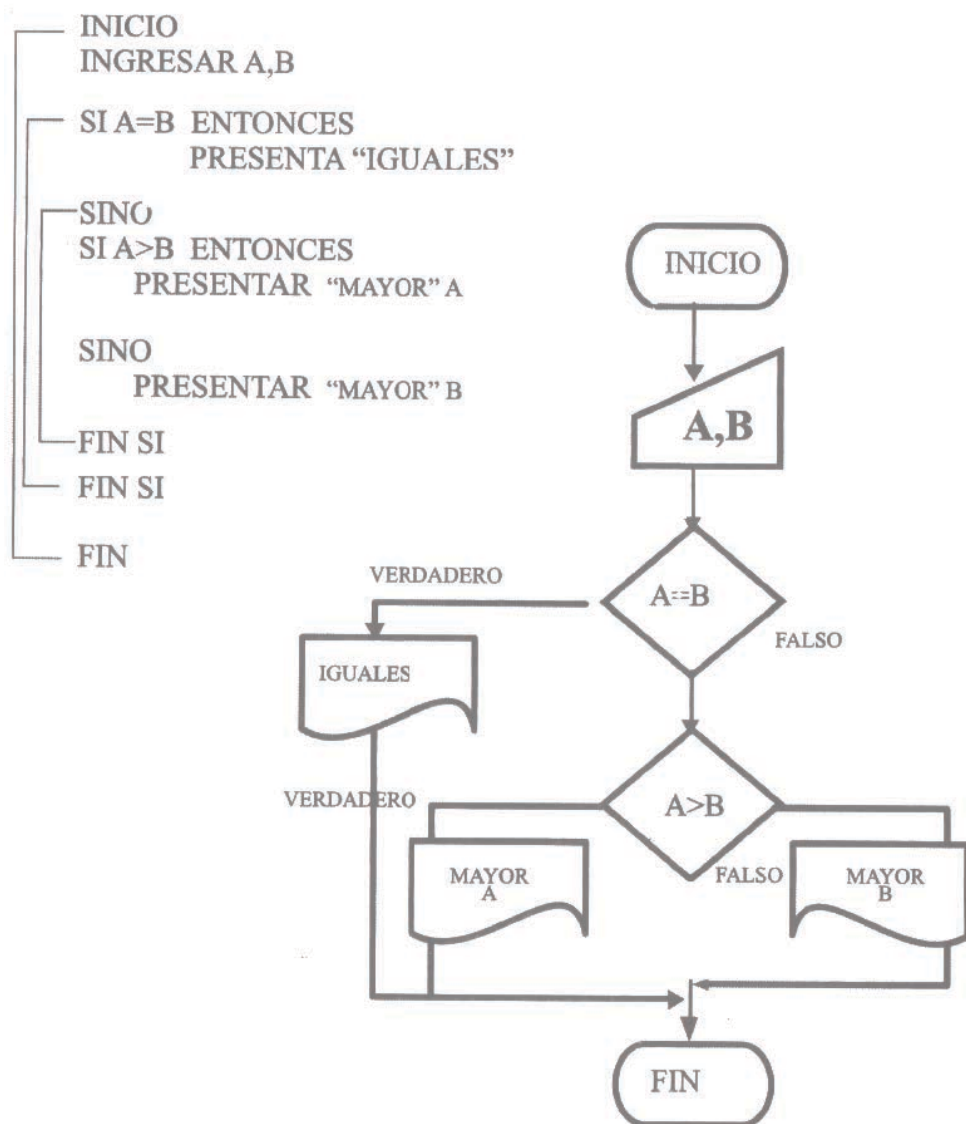 INICIO
INGRESAR A,B
SI A=B ENTONCES
PRESENTA “IGUALES”
SINO
SI A>B ENTONCES
PRESENTAR “MAYOR” A
SINO
PRESENTAR “MAYOR” B
FIN SI
FIN SI
FIN
INICIO
A,B
A==B
VERDADERO
FALSO
IGUALES
A>B
VERDADERO
FALSO
MAYOR
A
MAYOR
B
FIN